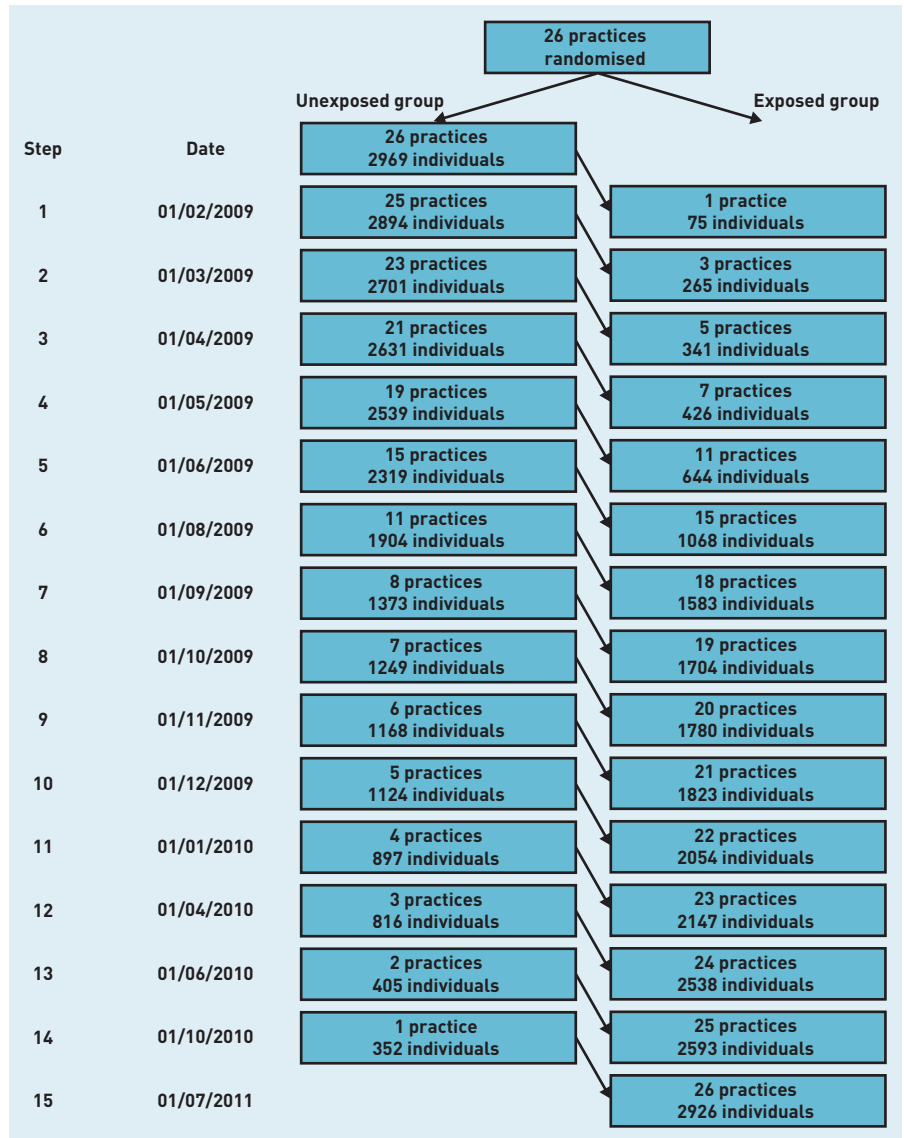 26 practices
randomised
Unexposed group
Exposed group
26 practices
2969 individuals
Step
Date
1
01/02/2009
25 practices
2894 individuals
1 practice
75 individuals
2
01/03/2009
23 practices
2701 individuals
3 practices
265 individuals
3
01/04/2009
21 practices
2631 individuals
5 practices
341 individuals
4
01/05/2009
19 practices
2539 individuals
7 practices
426 individuals
5
01/06/2009
15 practices
2319 individuals
11 practices
644 individuals
6
01/08/2009
11 practices
1904 individuals
15 practices
1068 individuals
7
01/09/2009
8 practices
1373 individuals
18 practices
1583 individuals
8
01/10/2009
7 practices
1249 individuals
19 practices
1704 individuals
9
01/11/2009
6 practices
1168 individuals
20 practices
1780 individuals
10
01/12/2009
5 practices
1124 individuals
21 practices
1823 individuals
11
01/01/2010
4 practices
897 individuals
22 practices
2054 individuals
12
01/04/2010
3 practices
816 individuals
23 practices
2147 individuals
13
01/06/2010
2 practices
405 individuals
24 practices
2538 individuals
14
01/10/2010
1 practice
352 individuals
25 practices
2593 individuals
15
01/07/2011
26 practices
2926 individuals